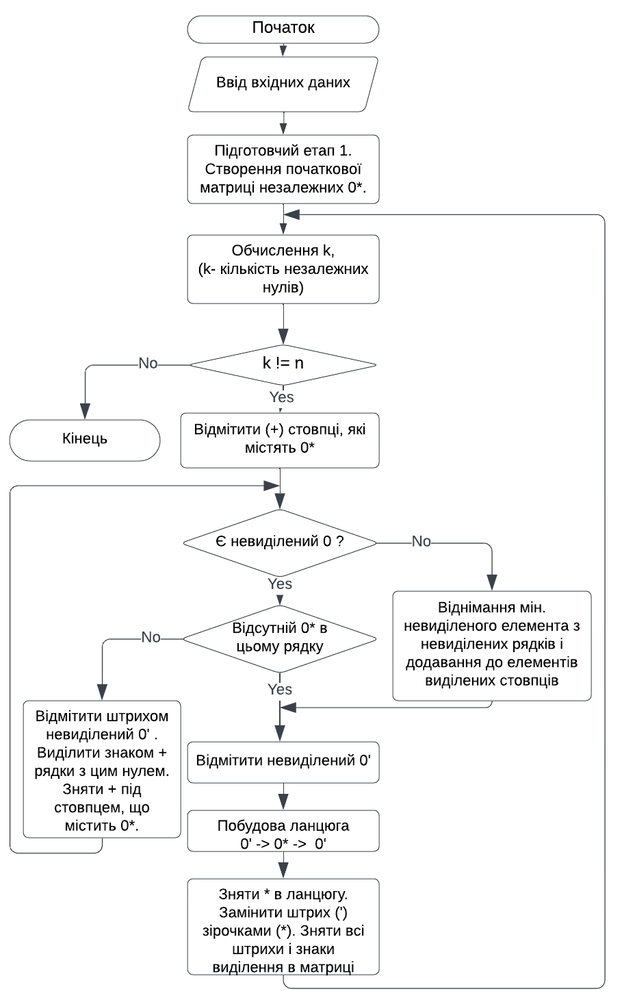 Початок
Ввід вхідних даних
Підготовчий етап 1.
Створення початкової
матриці незалежних 0*.
Обчислення k,
(k- кількість незалежних
нулів)
k != n
No
Yes
Кінець
Відмітити (+) стовпці, які
містять 0*
Є невиділений 0 ?
No
Yes
Віднімання мін.
невиділеного елемента з
невиділених рядків і
додавання до елементів
виділених стовпців
Відсутній 0* в
цьому рядку
No
Yes
Відмітити штрихом
невиділений 0' .
Виділити знаком +
рядки з цим нулем.
Зняти + під
стовпцем, що
містить 0*.
Відмітити невиділений 0'
Побудова ланцюга
0' -> 0* ->  0'
Зняти * в ланцюгу.
Замінити штрих (')
зірочками (*). Зняти всі
штрихи і знаки
виділення в матриці